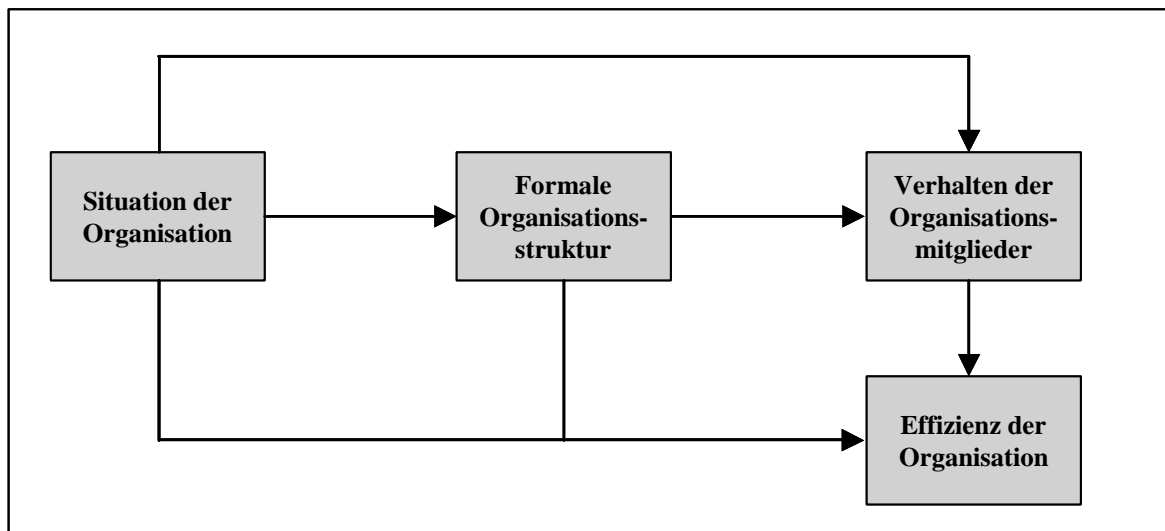 Situation der
Organisation
Formale
Organisations-
struktur
Verhalten der
Organisations-
mitglieder
Effizienz der
Organisation